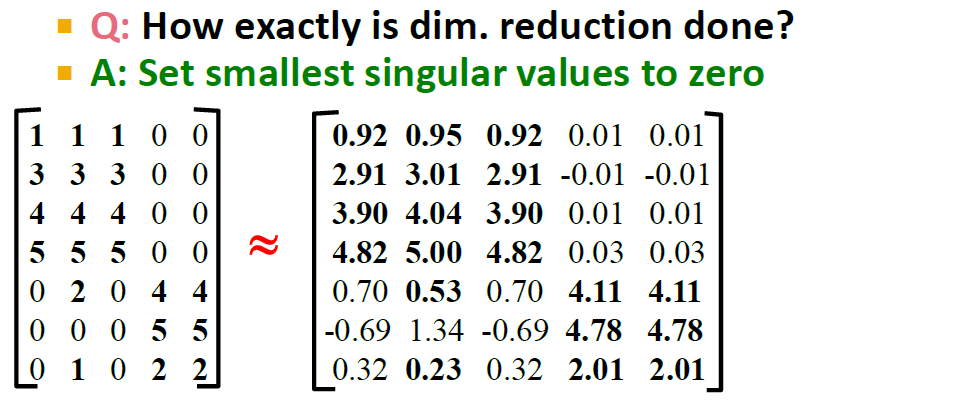 Q: How exactly is dim. reduction done?
A: Set smallest singular values to zero
1 1 1 0 0
3 3 3 0 0
4 4 4 0 0
5 5 5 0 0
0 2 0 4 4
0 0 0 5 5
0 1 0 2 2
≈
0.92 0.95 0.92 0.01 0.01
2.91 3.01 2.91 -0.01 -0.01
3.90 4.04 3.90 0.01 0.01
4.82 5.00 4.82 0.03 0.03
0.70 0.53 0.70 4.11 4.11
-0.69 1.34 -0.69 4.78 4.78
0.32 0.23 0.32 2.01 2.01